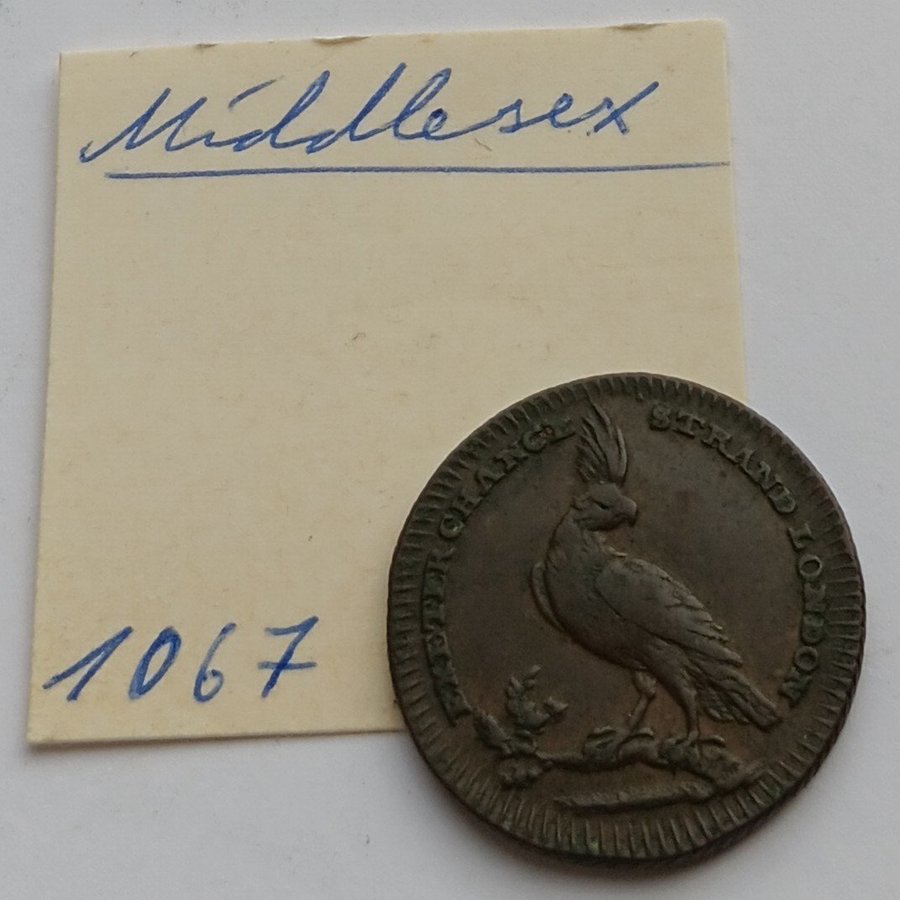 Middlesex
1067
EXETER CHANGE STRAND LONDON